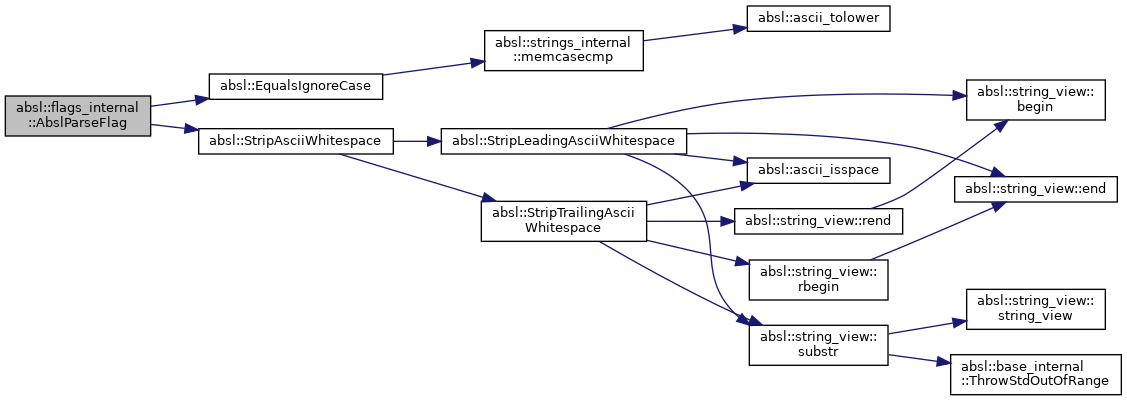 absl::flags_internal
::AbslParseFlag
absl::EqualsIgnoreCase
absl::StripAsciiWhitespace
absl::strings_internal
::memcasecmp
absl::StripLeadingAsciiWhitespace
absl::StripTrailingAscii
Whitespace
absl::ascii_tolower
absl::ascii_isspace
absl::string_view::rend
absl::string_view::
rbegin
absl::string_view::
substr
absl::string_view::
begin
absl::string_view::end
absl::string_view::
string_view
absl::base_internal
::ThrowStdOutOfRange